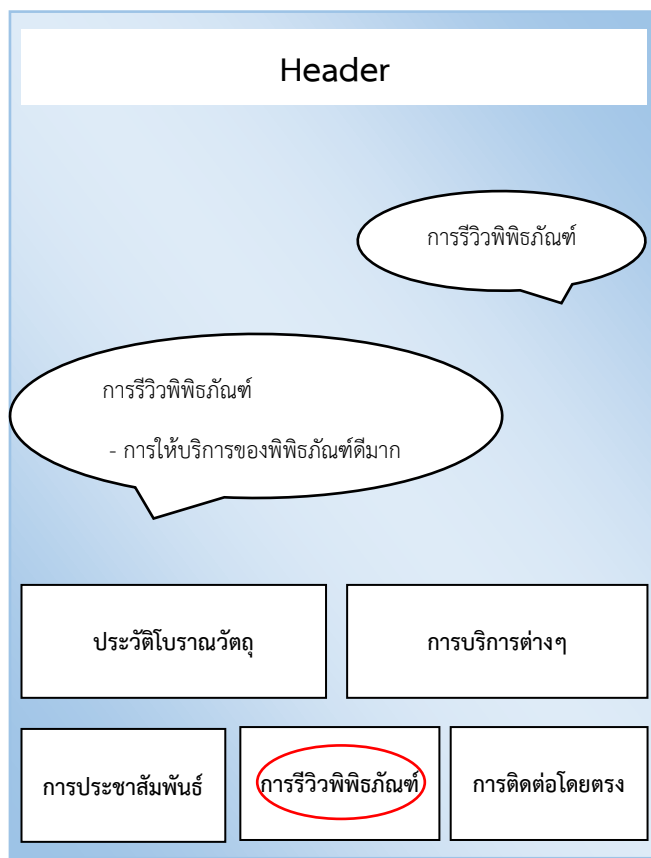 Header
การรีวิวพิพิธภัณฑ์
การรีวิวพิพิธภัณฑ์
- การให้บริการของพิพิธภัณฑ์ดีมาก
ประวัติโบราณวัตถุ
การบริการต่างๆ
การประชาสัมพันธ์
การรีวิวพิพิธภัณฑ์
การติดต่อโดยตรง